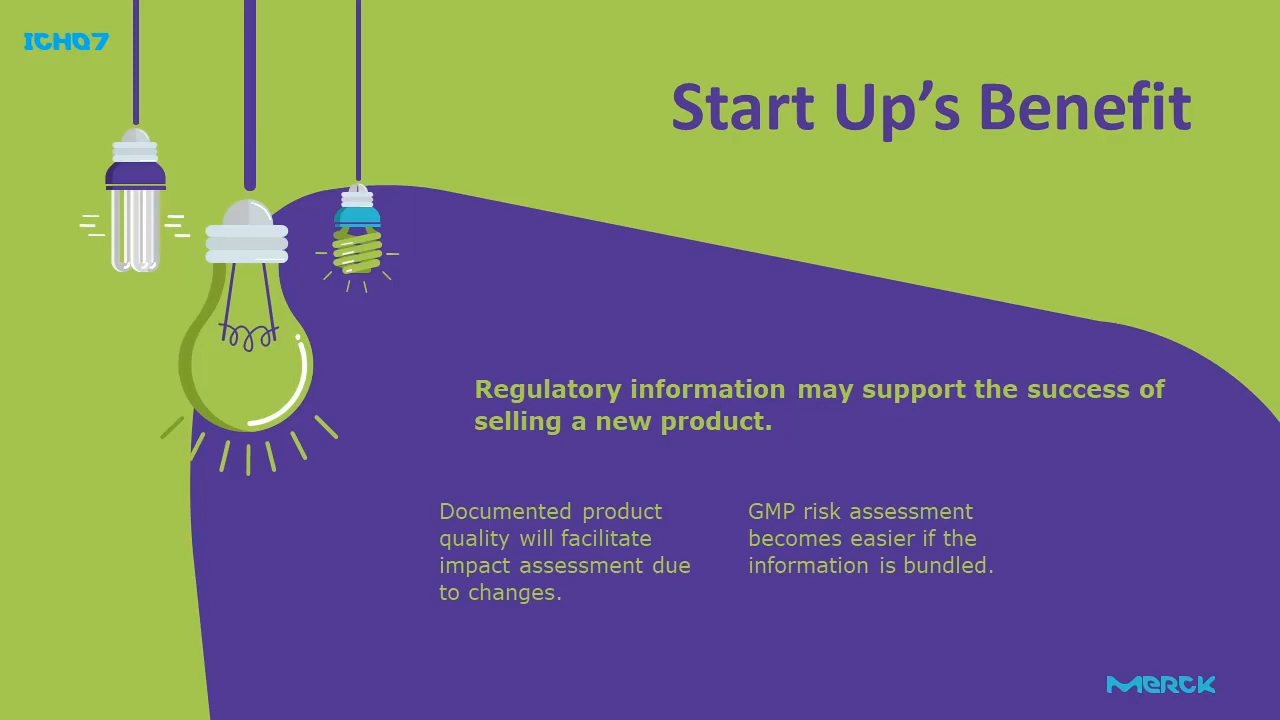 ICHQ7
Start Up’s Benefit
Regulatory information may support the success of
selling a new product.
Documented product
quality will facilitate
impact assessment due
to changes.
GMP risk assessment
becomes easier if the
information is bundled.
MERCK